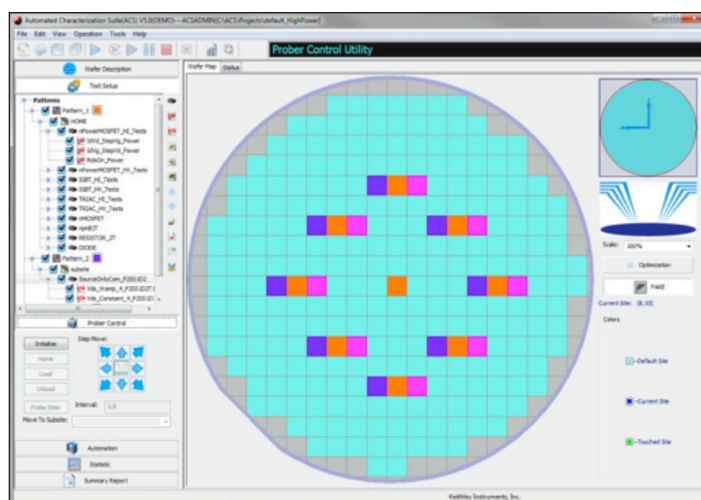 Automated Characterization Suite(ACS) V5.0(DEMO)---ACSADMIN(C:\ACS\Projects\default_HighPower)
File Edit View Operation Tools Help
Prober Control Utility
Wafer Description
Test Setup
Patterns
Pattern_1
HOME
nPowerMOSFET_HI_Tests
IdVd_StepVg_Power
IdVg_StepVd_Power
RdsOn_Power
nPowerMOSFET_HV_Tests
IGBT_HI_Tests
IGBT_HV_Tests
TRIAC_HI_Tests
TRIAC_HV_Tests
nMOSFET
npnBJT
RESISTOR_2T
DIODE
Pattern_2
subsite
Prober Control
Initialize
Step Move:
Home
Load
Unload
Probe Sites
Interval:
1.0
Move To Subsite:
Automation
Statistic
Summary Report
Wafer Map
Status
Scale:
100%
Optimization
FAKE
Current Site: (8,10)
Colors
-Default Site
-Current Site
-Touched Site
Keithley Instruments, Inc.